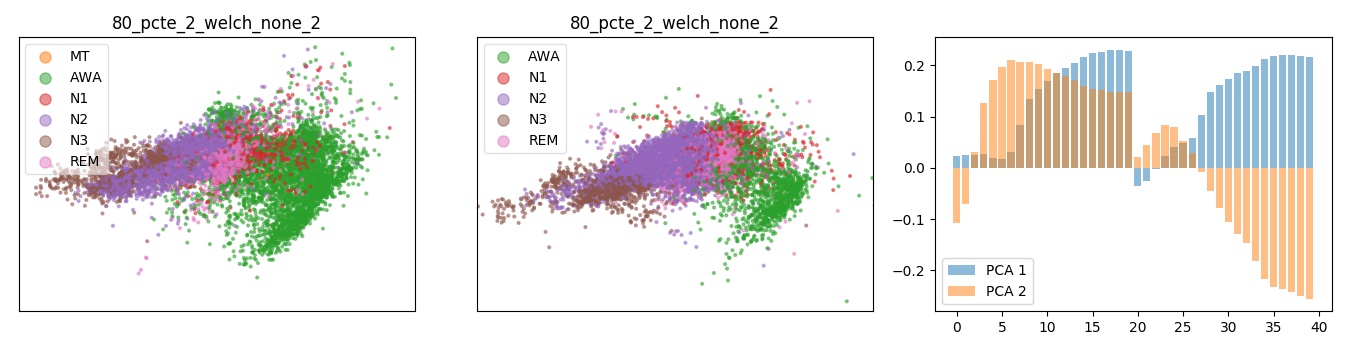 80_pcte_2_welch_none_2
MT
AWA
N1
N2
N3
REM
80_pcte_2_welch_none_2
AWA
N1
N2
N3
REM
0.2
0.1
0.0
−0.1
−0.2
PCA 1
PCA 2
0 5 10 15 20 25 30 35 40